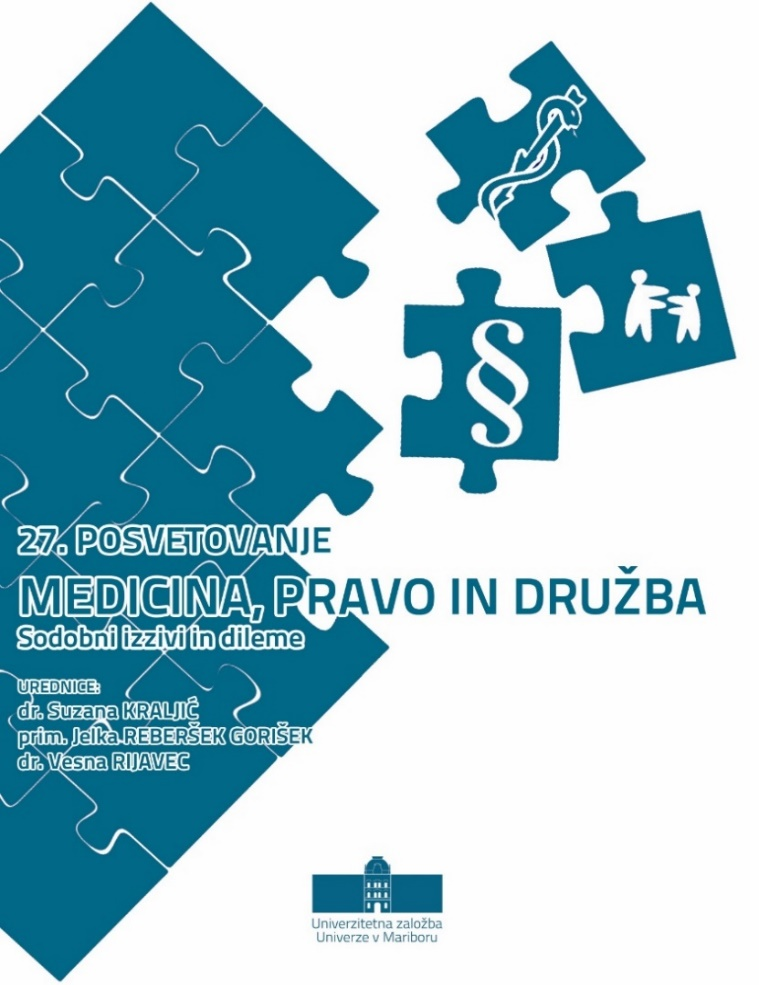 §
27. POSVETOVANJE
MEDICINA, PRAVO IN DRUŽBA
Sodobni izzivi in dileme
UREDNICE:
dr. Suzana KRALJIĆ
prim. Jelka REBERŠEK GORIŠEK
dr. Vesna RIJAVEC
Univerzitetna založba
Univerze v Mariboru